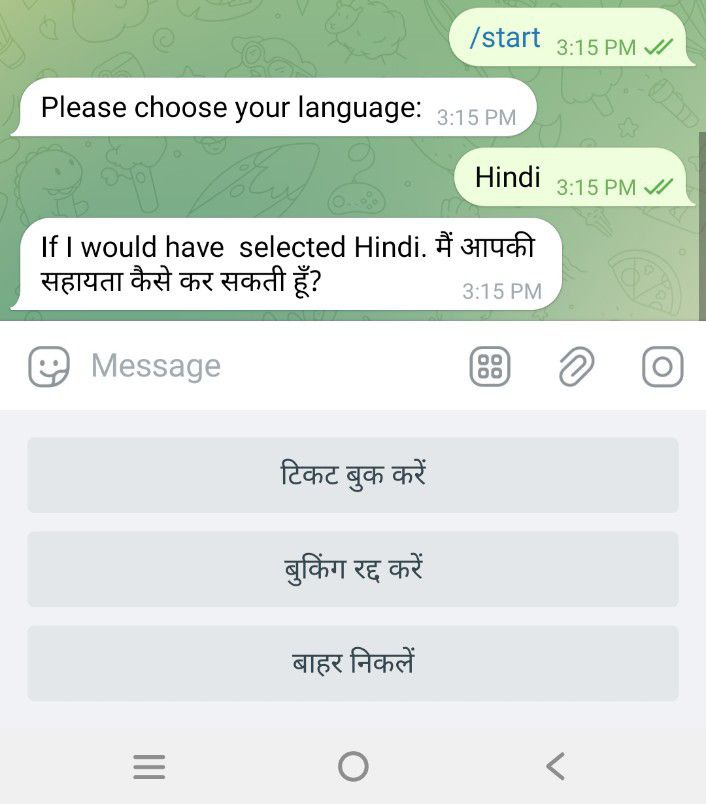 /start 3:15 PM
Please choose your language: 3:15 PM
Hindi 3:15 PM
If I would have  selected Hindi. मैं आपकी
सहायता कैसे कर सकती हूँ? 3:15 PM
Message
टिकट बुक करें
बुकिंग रद्द करें
बाहर निकलें